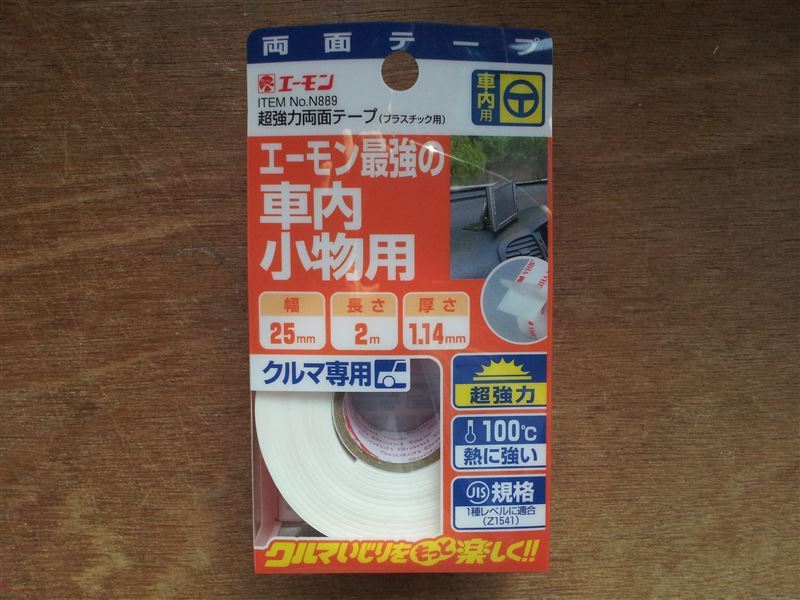 両面テープ
エーモン
ITEM No.N889
超強力両面テープ(プラスチック用)
車内用
エーモン最強の
車内
小物用
幅
25mm
長さ
2m
厚さ
1.14mm
クルマ専用
超強力
100℃
熱に強い
JIS規格
1種レベルに適合
(Z1541)
クルマいじりをもっと楽しく!!